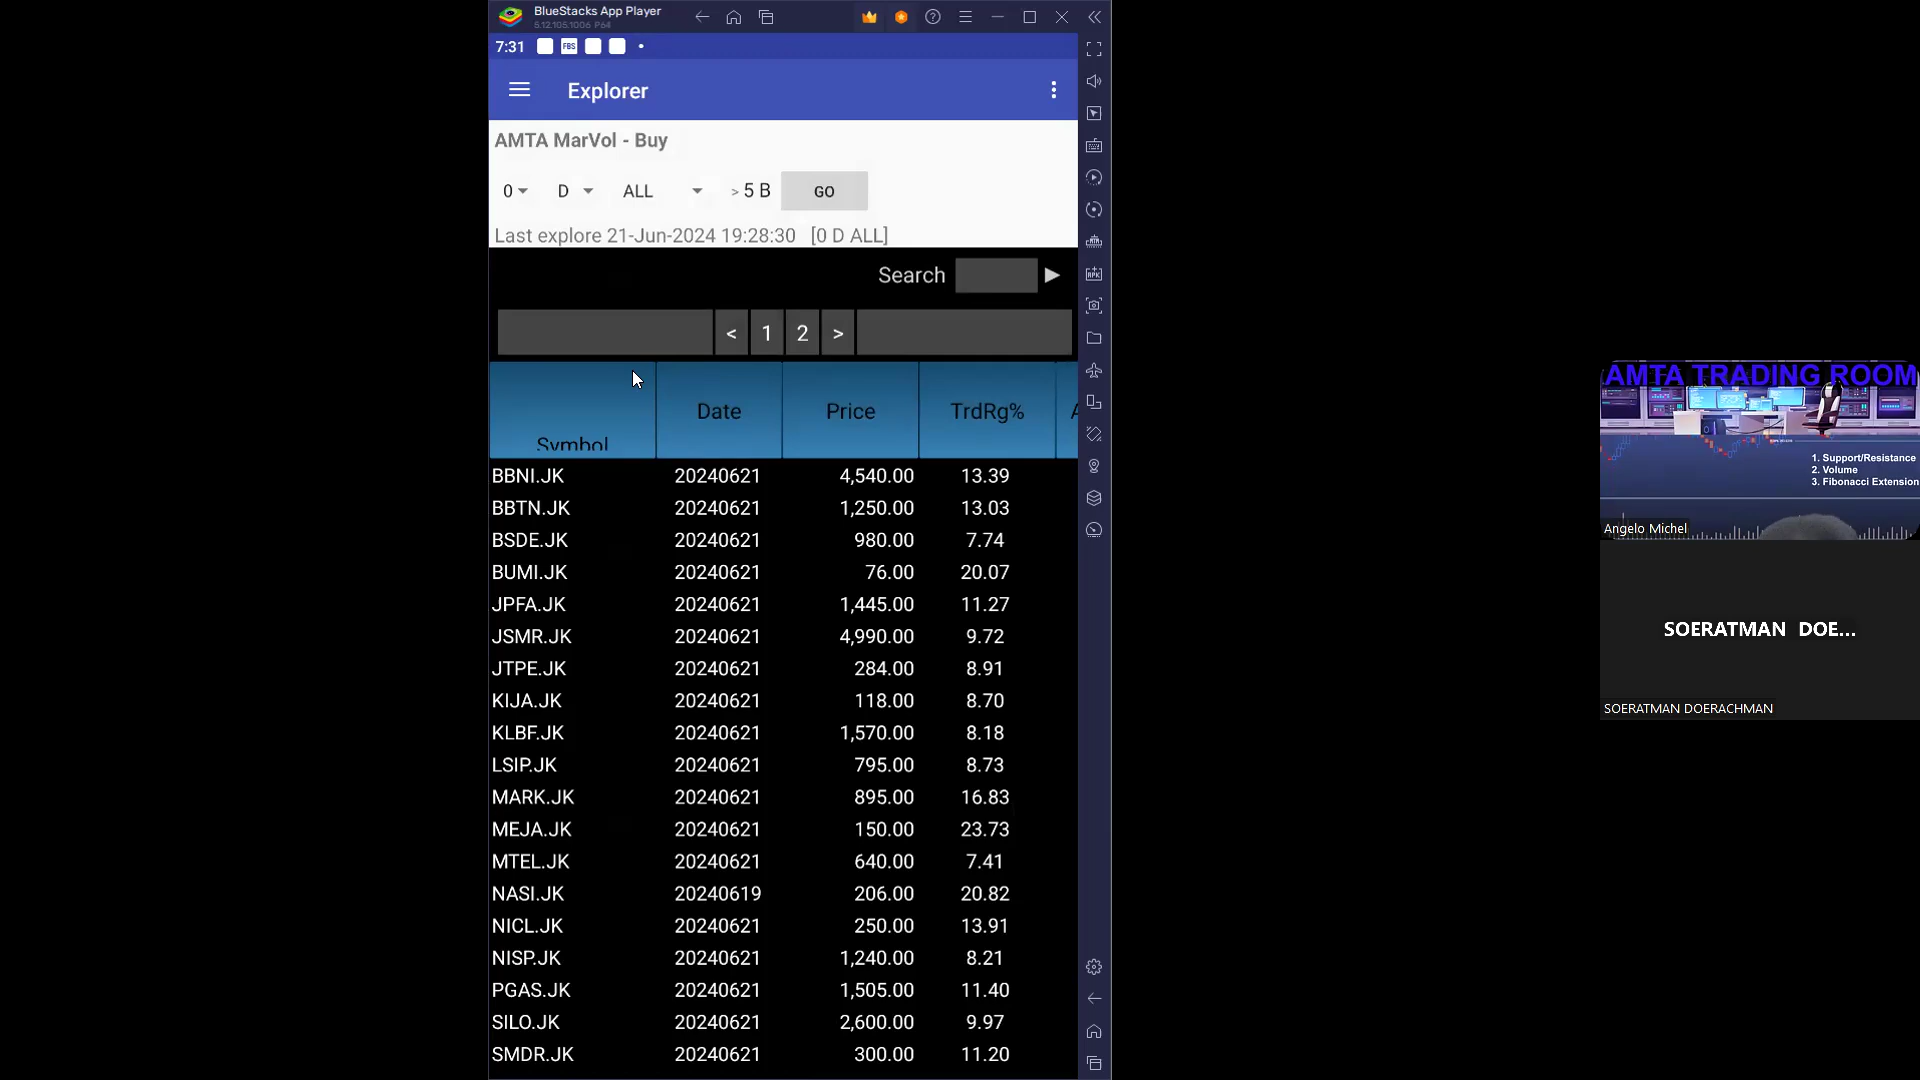 BlueStacks App Player
5.12.105.1006 P64
7:31
FBS
Explorer
AMTA MarVol - Buy
0 D ALL > 5 B GO
Last explore 21-Jun-2024 19:28:30 [0 D ALL]
Search
< 1 2 >
Symbol Date Price TrdRg%
BBNI.JK 20240621 4,540.00 13.39
BBTN.JK 20240621 1,250.00 13.03
BSDE.JK 20240621 980.00 7.74
BUMI.JK 20240621 76.00 20.07
JPFA.JK 20240621 1,445.00 11.27
JSMR.JK 20240621 4,990.00 9.72
JTPE.JK 20240621 284.00 8.91
KIJA.JK 20240621 118.00 8.70
KLBF.JK 20240621 1,570.00 8.18
LSIP.JK 20240621 795.00 8.73
MARK.JK 20240621 895.00 16.83
MEJA.JK 20240621 150.00 23.73
MTEL.JK 20240621 640.00 7.41
NASI.JK 20240619 206.00 20.82
NICL.JK 20240621 250.00 13.91
NISP.JK 20240621 1,240.00 8.21
PGAS.JK 20240621 1,505.00 11.40
SILO.JK 20240621 2,600.00 9.97
SMDR.JK 20240621 300.00 11.20
AMTA TRADING ROOM
1. Support/Resistance
2. Volume
3. Fibonacci Extension
Angelo Michel
SOERATMAN DOE...
SOERATMAN DOERACHMAN